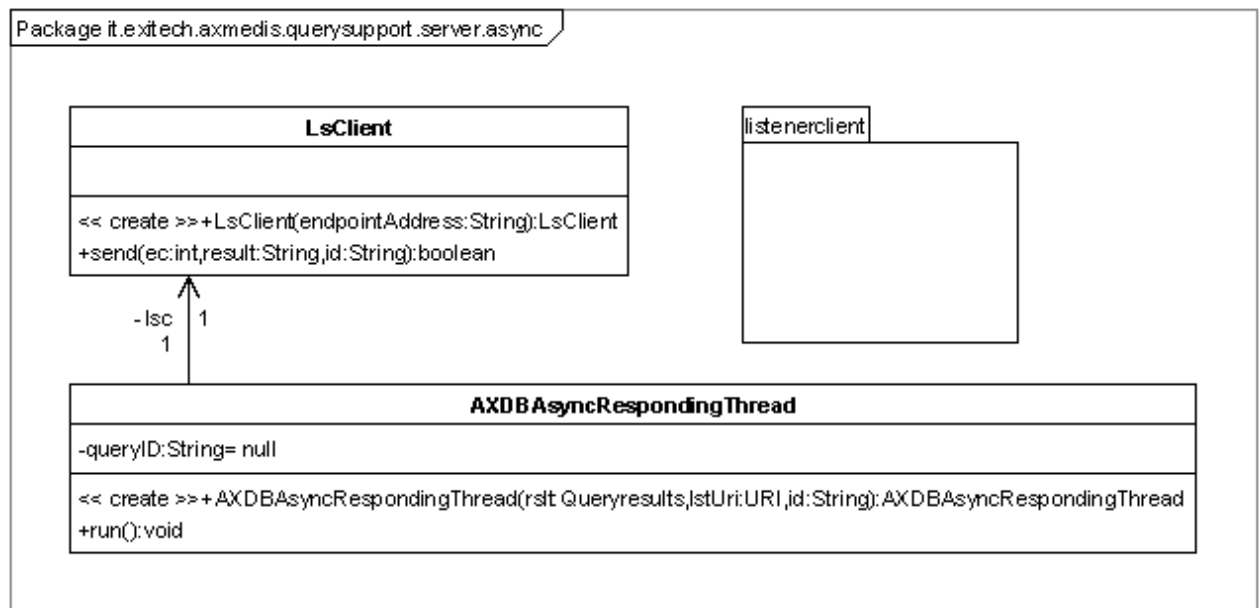 Package it.exitech.axmedis.querysupport.server.async
LsClient
listenerclient
<< create >>+LsClient(endpointAddress:String):LsClient
+send(ec:int,result:String,id:String):boolean
-lsc 1
1
AXDBAsyncRespondingThread
-queryID:String= null
<< create >>+AXDBAsyncRespondingThread(rslt:Queryresults,lstUri:URI,id:String):AXDBAsyncRespondingThread
+run():void